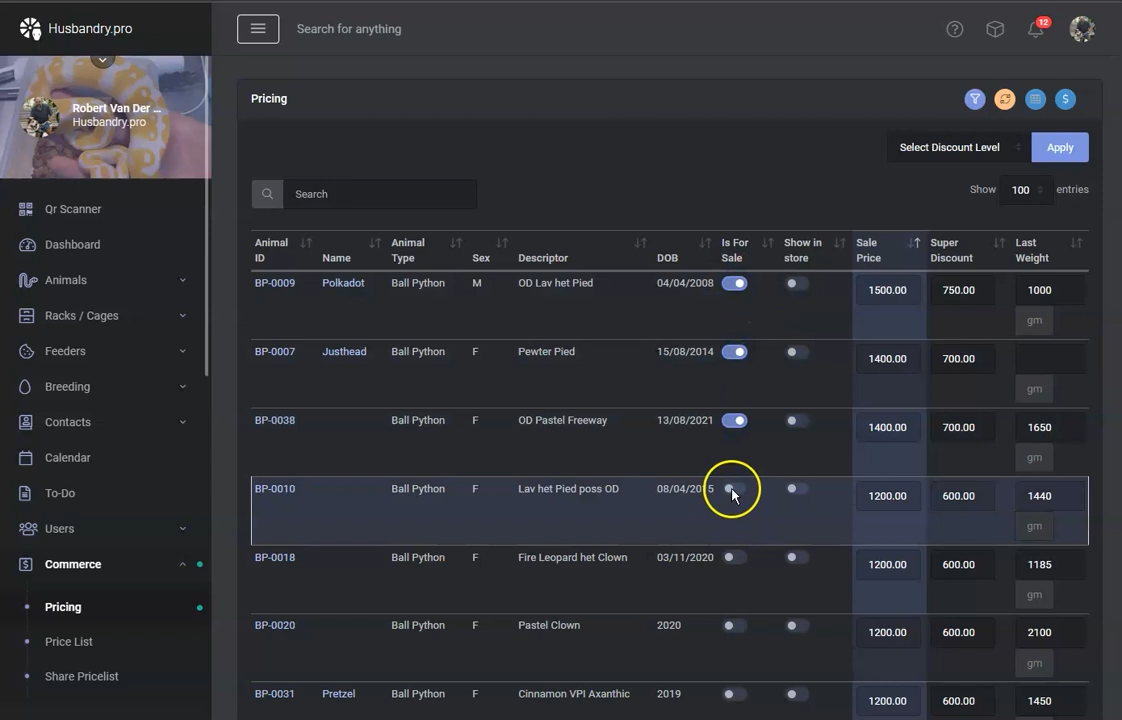 Husbandry.pro
Search for anything
12
Robert Van Der ...
Husbandry.pro
Qr Scanner
Dashboard
Animals
Racks / Cages
Feeders
Breeding
Contacts
Calendar
To-Do
Users
Commerce
Pricing
Price List
Share Pricelist
Pricing
$
Select Discount Level
Apply
Search
Show 100 entries
Animal ID Name Animal Type Sex Descriptor DOB Is For Sale Show in store Sale Price Super Discount Last Weight
BP-0009 Polkadot Ball Python M OD Lav het Pied 04/04/2008 1500.00 750.00 1000
gm
BP-0007 Justhead Ball Python F Pewter Pied 15/08/2014 1400.00 700.00
gm
BP-0038 Ball Python F OD Pastel Freeway 13/08/2021 1400.00 700.00 1650
gm
BP-0010 Ball Python F Lav het Pied poss OD 08/04/2015 1200.00 600.00 1440
gm
BP-0018 Ball Python F Fire Leopard het Clown 03/11/2020 1200.00 600.00 1185
gm
BP-0020 Ball Python F Pastel Clown 2020 1200.00 600.00 2100
gm
BP-0031 Pretzel Ball Python F Cinnamon VPI Axanthic 2019 1200.00 600.00 1450